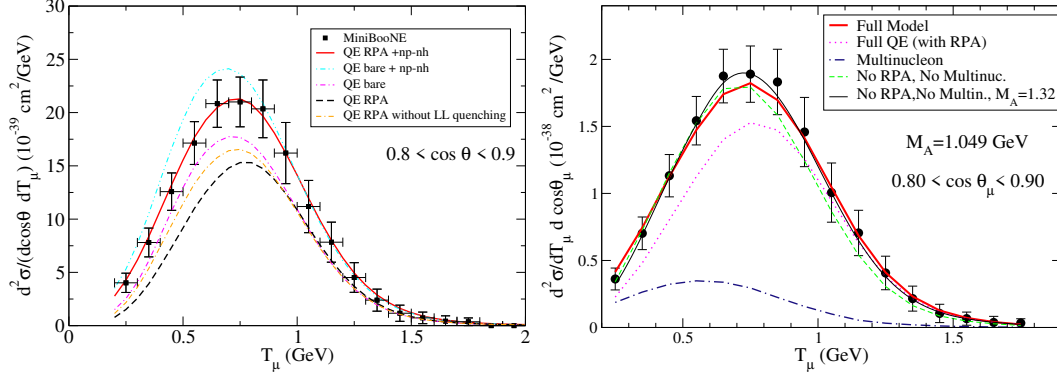 d²σ/(dcosθ dT_μ) (10⁻³⁹ cm²/GeV)
30
25
20
15
10
5
0
0
0.5
1
1.5
2
T_μ (GeV)
MiniBooNE
QE RPA +np-nh
QE bare + np-nh
QE bare
QE RPA
QE RPA without LL quenching
0.8 < cos θ < 0.9
d²σ/dT_μ d cosθ_μ (10⁻³⁸ cm²/GeV)
2
1.5
1
0.5
0
0.5
1
1.5
T_μ (GeV)
Full Model
Full QE (with RPA)
Multinucleon
No RPA, No Multinuc.
No RPA,No Multin., M_A=1.32
M_A=1.049 GeV
0.80 < cos θ_μ < 0.90